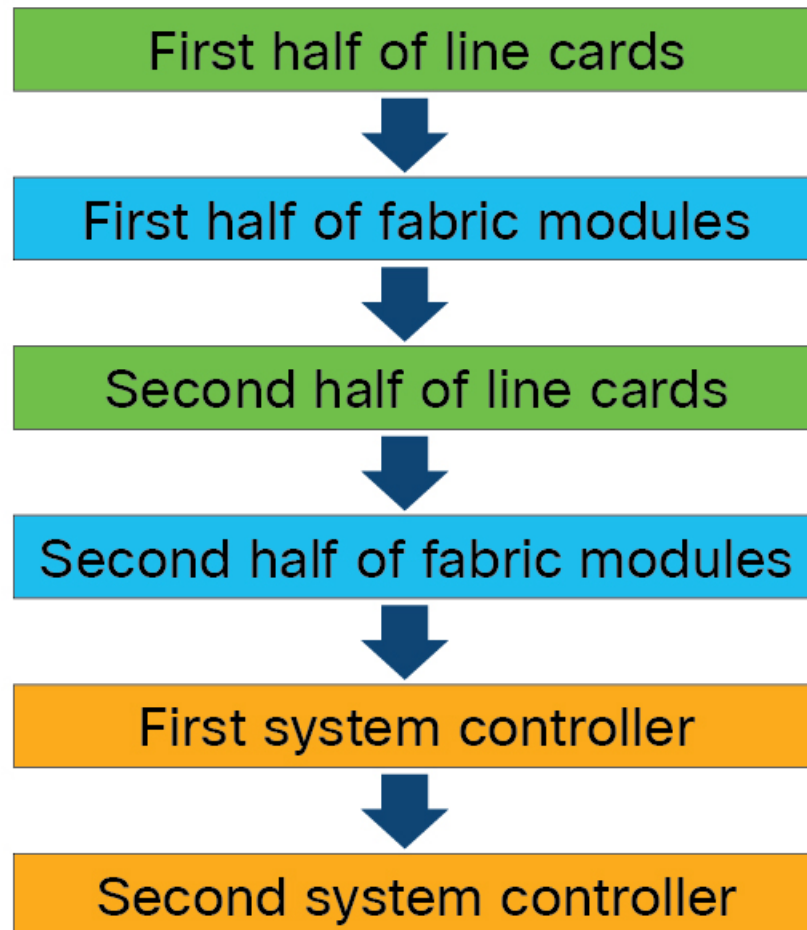 First half of line cards
First half of fabric modules
Second half of line cards
Second half of fabric modules
First system controller
Second system controller